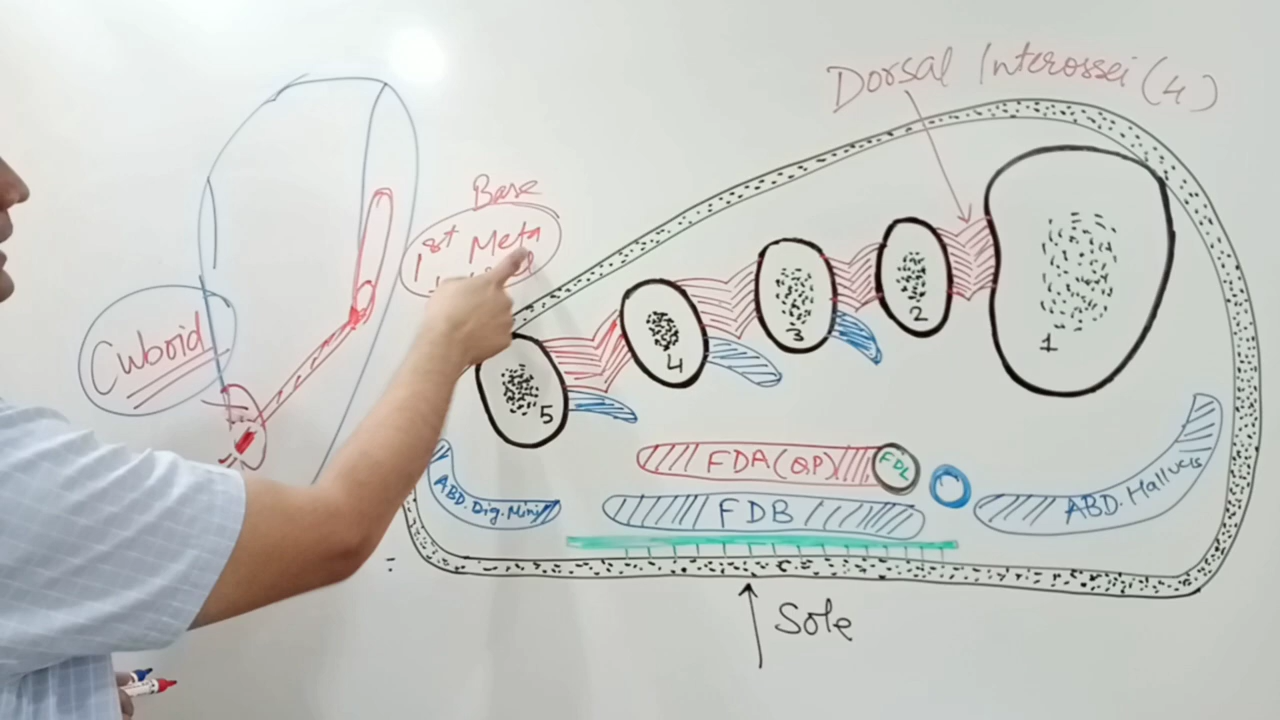 Dorsal Interossei (4)
Base
1st Meta
Cuboid
1
2
3
4
5
FDA (QP)
FDL
ABD. Dig. Mini
FDB
ABD. Hallucis
Sole